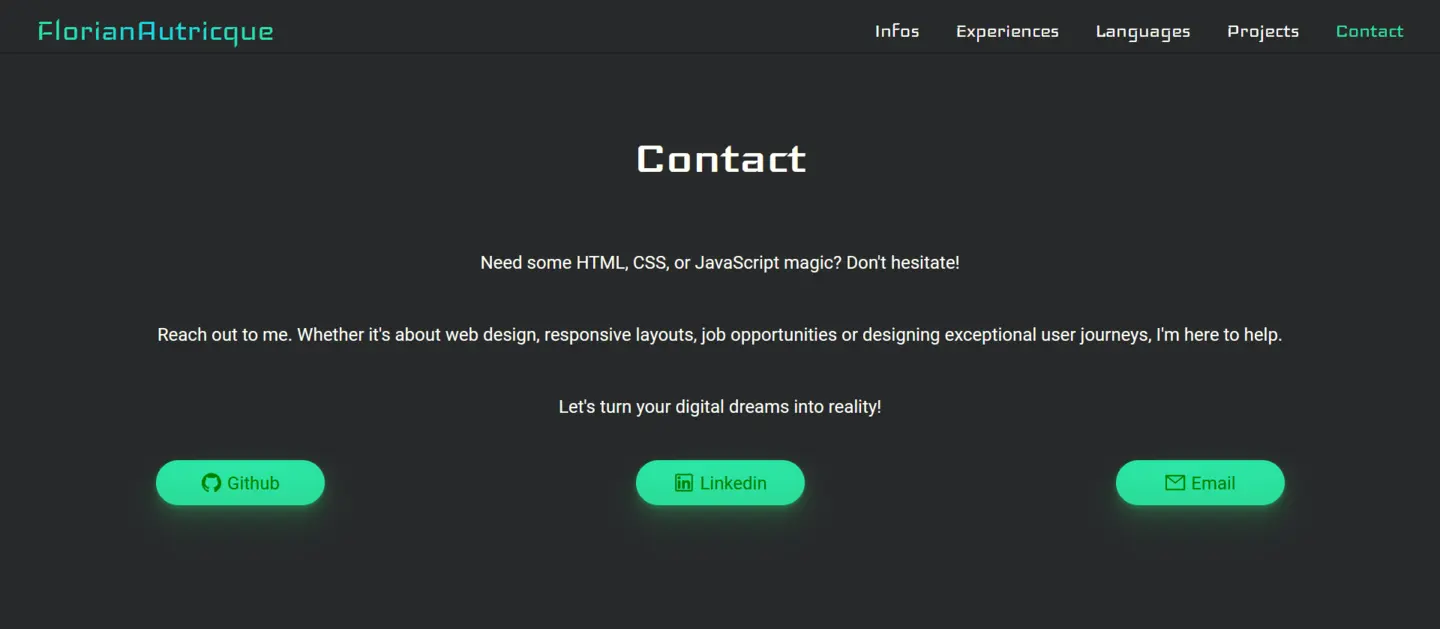 FlorianAutricque
Infos Experiences Languages Projects Contact
Contact
Need some HTML, CSS, or JavaScript magic? Don't hesitate!
Reach out to me. Whether it's about web design, responsive layouts, job opportunities or designing exceptional user journeys, I'm here to help.
Let's turn your digital dreams into reality!
Github
Linkedin
Email